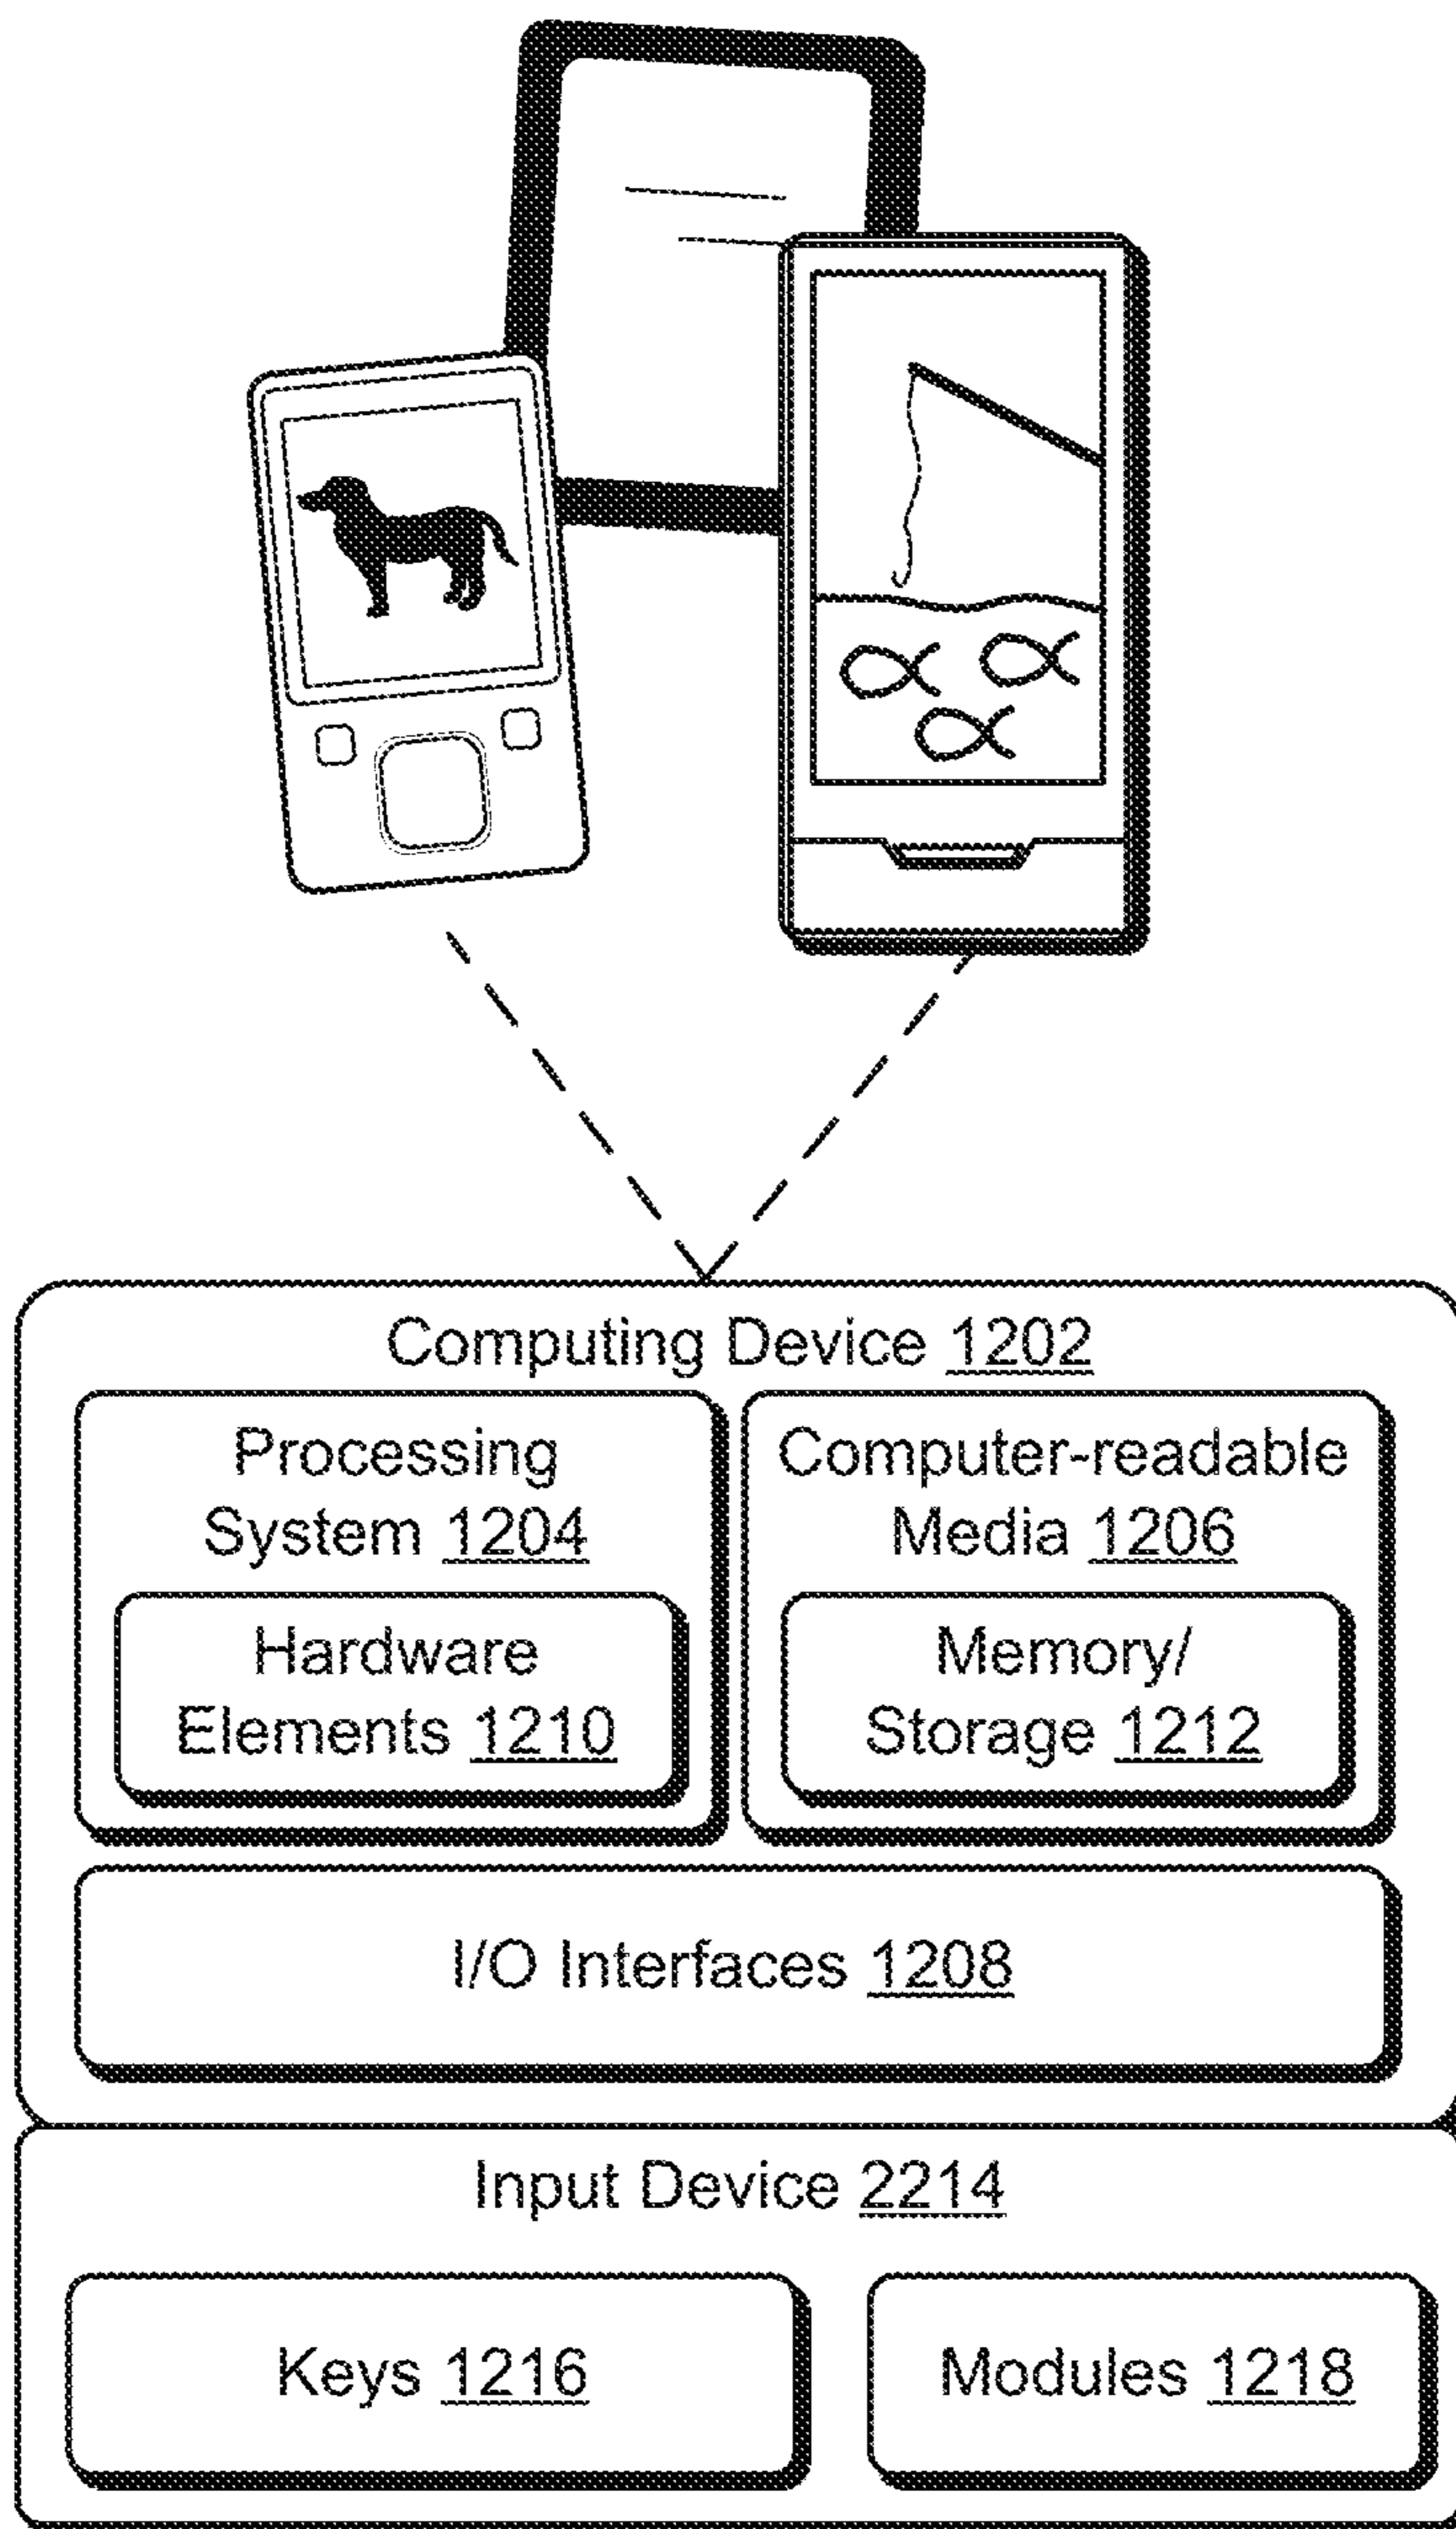 Computing Device 1202
Processing
System 1204
Hardware
Elements 1210
Computer-readable
Media 1206
Memory/
Storage 1212
I/O Interfaces 1208
Input Device 2214
Keys 1216
Modules 1218